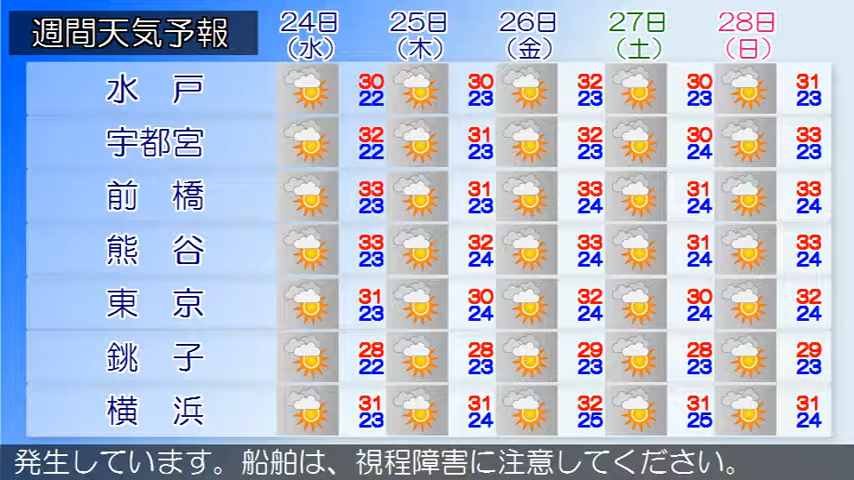 週間天気予報 24日 25日 26日 27日 28日
(水) (木) (金) (土) (日)
水戸 30 30 32 30 31
22 23 23 23 23
宇都宮 32 31 32 30 33
22 23 23 24 23
前橋 33 31 33 31 33
23 23 24 24 24
熊谷 33 32 33 31 33
23 24 24 24 24
東京 31 30 32 30 32
23 24 24 24 24
銚子 28 28 29 28 29
22 23 23 23 23
横浜 31 31 32 31 31
23 24 25 25 24
発生しています。船舶は、視程障害に注意してください。